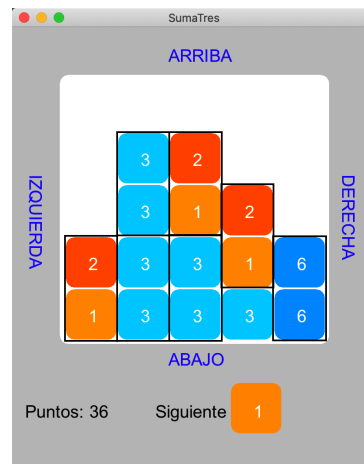 SumaTres
ARRIBA
IZQUIERDA
DERECHA
3 2
3 1 2
2 3 3 1 6
1 3 3 3 6
ABAJO
Puntos: 36 Siguiente 1